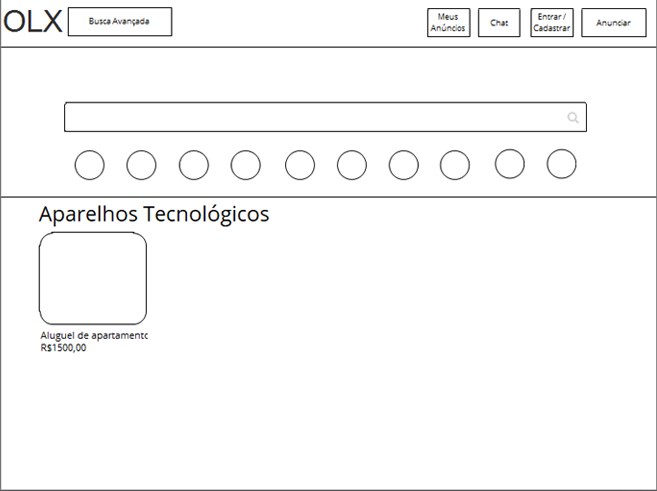 OLX
Busca Avançada
Meus
Anúncios
Chat
Entrar /
Cadastrar
Anunciar
Aparelhos Tecnológicos
Aluguel de apartamento
R$1500,00